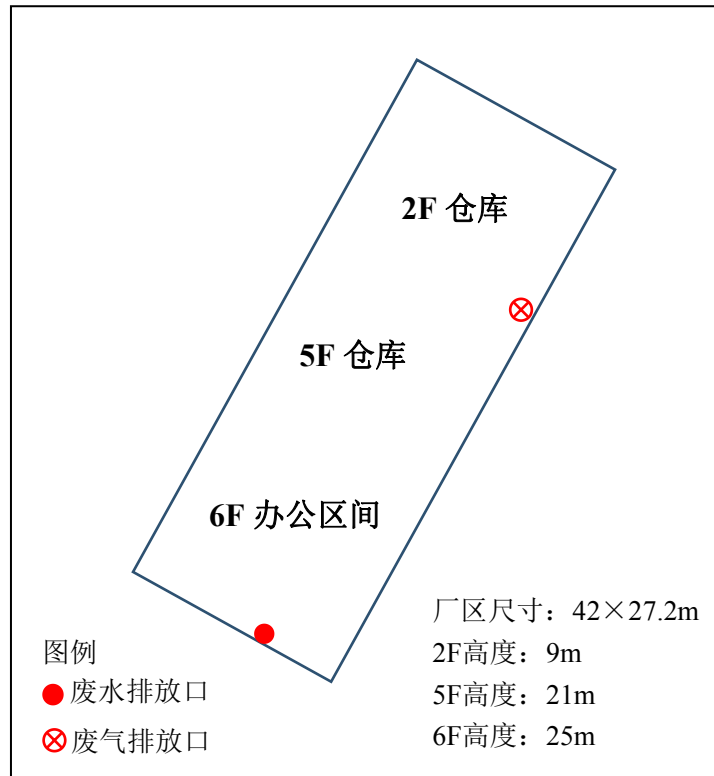 2F 仓库
5F 仓库
6F 办公区间
厂区尺寸：42×27.2m
2F高度：9m
5F高度：21m
6F高度：25m
图例
废水排放口
废气排放口